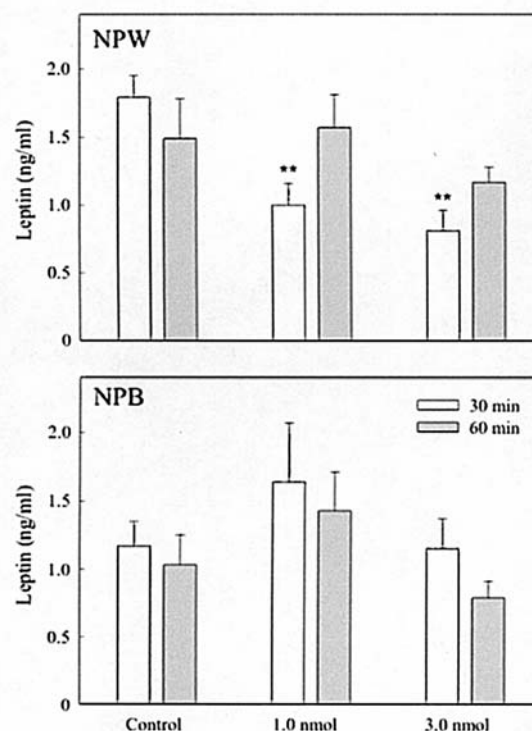 NPW
2.0
1.5
1.0
0.5
0
Leptin (ng/ml)
**
**
NPB
30 min
60 min
2.0
1.5
1.0
0.5
0
Leptin (ng/ml)
Control
1.0 nmol
3.0 nmol